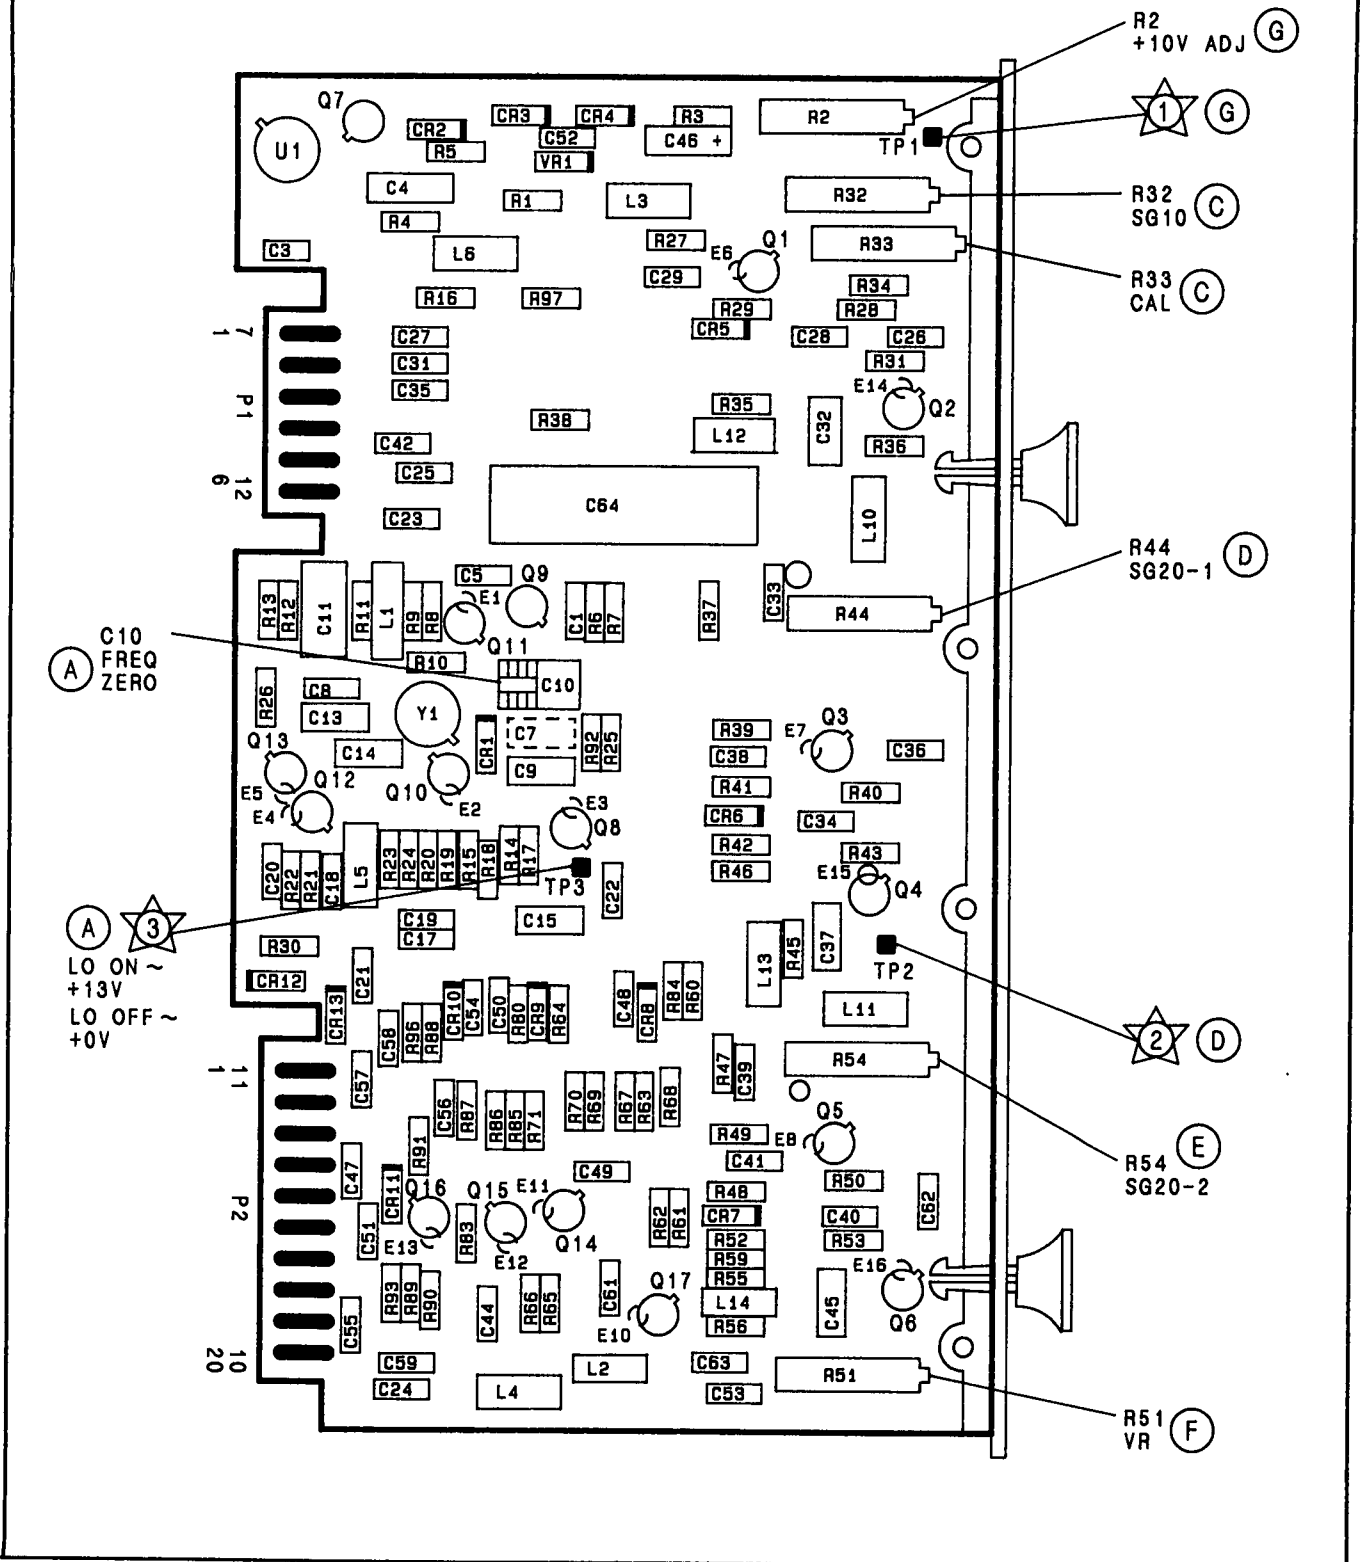 R2
+10V ADJ G
1 G
Q7
CR3 CR4 R3
R2
CR2 C52 C46 +
U1 R5 VR1
TP1
C4 R1 L3 R32
R32
SG10 C
R4
C3 L6 R27 E6 Q1 R33
C29
R33
CAL C
R34
R16 R97 R29 R28
CR5
7
1
C27 C28 C26
C31 R31
C35 E14 Q2
P1
R38 R35 C32
L12
C42 R36
C25
12
6
C64
C23 L10
R44
SG20-1 D
C5 Q9
R13 R12 C11 R11 L1 R9 R8 E1 C1 R6 R7 R37 C33 R44
C10
FREQ
ZERO
A
Q11
R10 C10
R26 C8
C13 Y1
C7 R92 R25 R39 E7 Q3
Q13 C14 CR1 C38 C36
C9
Q12 Q10 R41 R40
E5 E4 E2 E3 CR6 C34
Q8
R42 R43
C20 R22 R21 C18 L5 R23 R24 R20 R19 R15 R18 R14 R17
TP3 C22 R46 E15 Q4
A 3
LO ON ~
+13V
LO OFF ~
+0V
C19 C15
C17
R30 L13 R45 C37
TP2
CR12 C21
CR13 C58 R96 R88 CR10 C54 C50 R80 CR9 R64 C48 CR8 R84 R60 L11
2 D
R47 C39 R54
11
1
C57
C56 R87 R86 R85 R71 R70 R69 R67 R63 R68
R91 R49 E8 Q5
C41
R54
SG20-2 E
C47 CR11 C49
R48 R50
P2
Q16 Q15 E11 R62 R61 CR7 C40 C62
C51 R83 R52 R53
E13 E12 Q14 R59
R93 R89 R90 C44 R66 R65 C61 Q17 R55 E16
L14 C45 Q6
C55 E10 R56
10
20
C59 L2 C63 R51
C24 L4 C53
R51
VR F